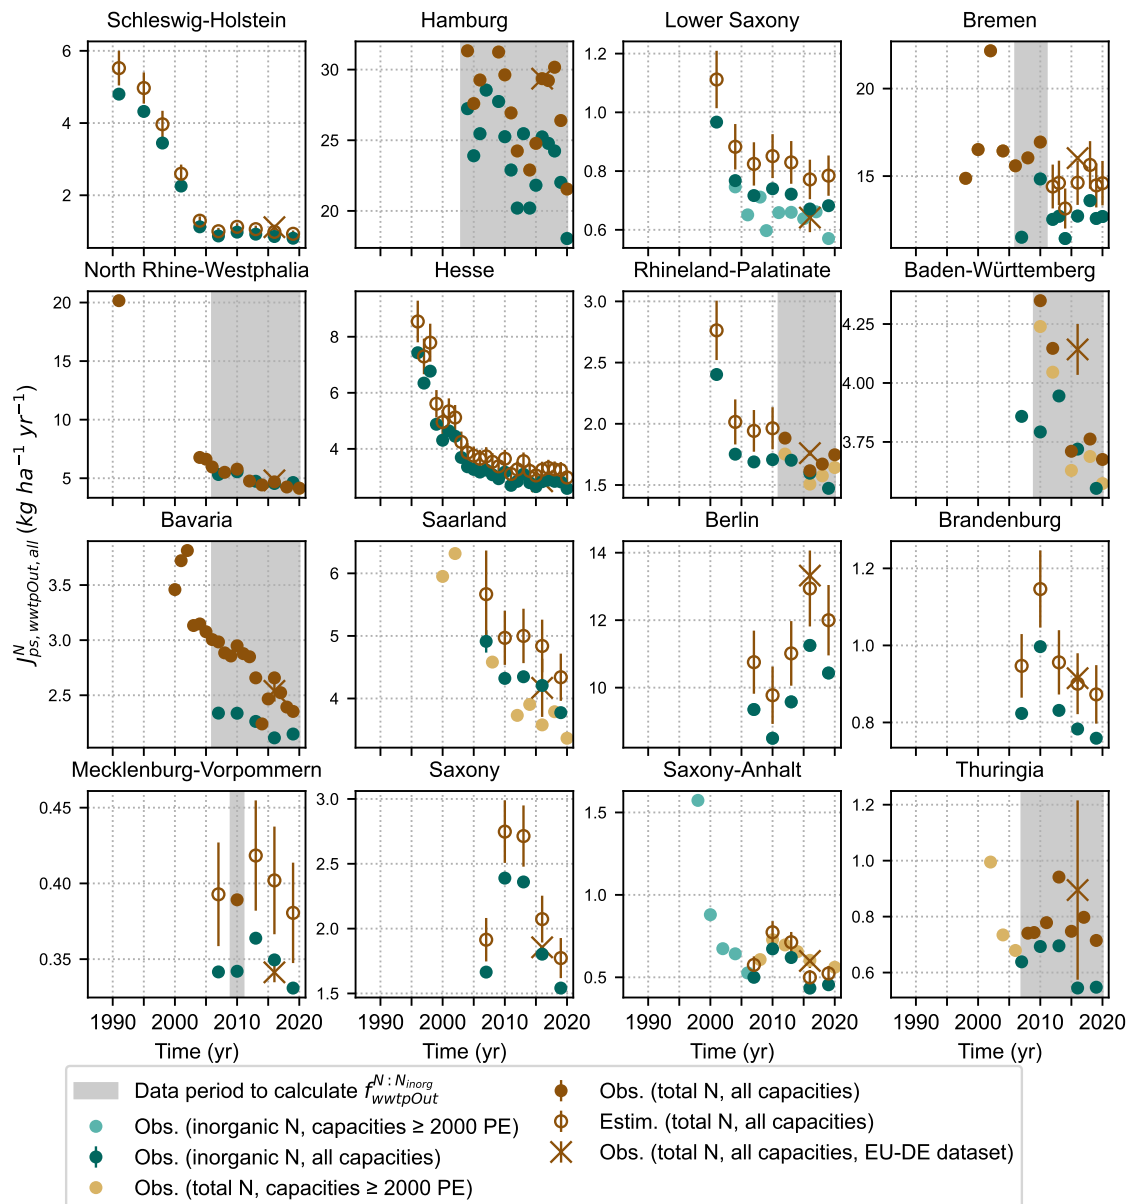 Schleswig-Holstein Hamburg Lower Saxony Bremen
6 4 2
30 25 20
1.2 1.0 0.8 0.6
20 15
North Rhine-Westphalia Hesse Rhineland-Palatinate Baden-Württemberg
20 15 10 5
8 6 4
3.0 2.5 2.0 1.5
4.25 4.00 3.75
J^N_{ps,wwtpOut,all} (kg ha^{−1} yr^{−1})
Bavaria Saarland Berlin Brandenburg
3.5 3.0 2.5
6 5 4
14 12 10
1.2 1.0 0.8
Mecklenburg-Vorpommern Saxony Saxony-Anhalt Thuringia
0.45 0.40 0.35
3.0 2.5 2.0 1.5
1.5 1.0 0.5
1.2 1.0 0.8 0.6
1990 2000 2010 2020 1990 2000 2010 2020 1990 2000 2010 2020 1990 2000 2010 2020
Time (yr) Time (yr) Time (yr) Time (yr)
Data period to calculate f^{N:N_{inorg}}_{wwtpOut}
Obs. (inorganic N, capacities ≥ 2000 PE)
Obs. (inorganic N, all capacities)
Obs. (total N, capacities ≥ 2000 PE)
Obs. (total N, all capacities)
Estim. (total N, all capacities)
Obs. (total N, all capacities, EU-DE dataset)